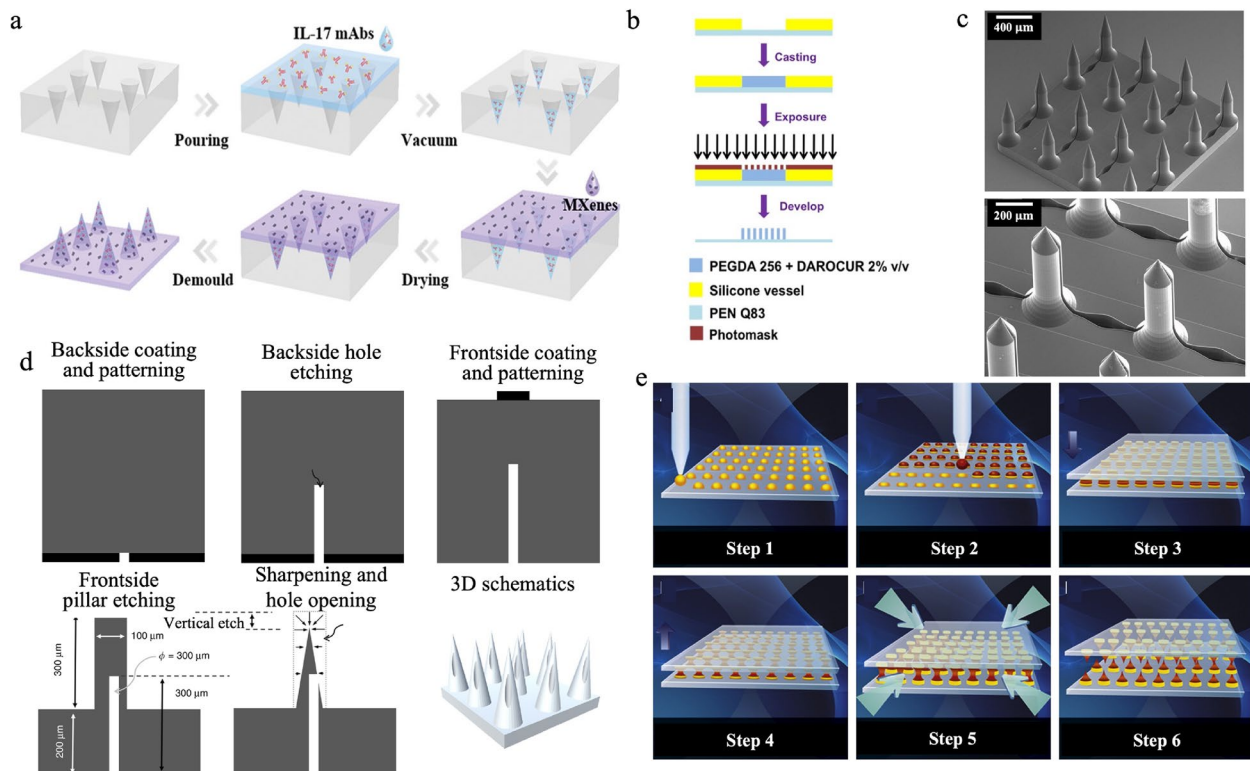 a
IL-17 mAbs
Pouring
Vacuum
MXenes
Demould
Drying
b
Casting
Exposure
Develop
PEGDA 256 + DAROCUR 2% v/v
Silicone vessel
PEN Q83
Photomask
c
400 µm
200 µm
d
Backside coating
and patterning
Backside hole
etching
Frontside coating
and patterning
Frontside
pillar etching
100 µm
300 µm
ϕ = 300 µm
300 µm
200 µm
Sharpening and
hole opening
Vertical etch
3D schematics
e
Step 1
Step 2
Step 3
Step 4
Step 5
Step 6